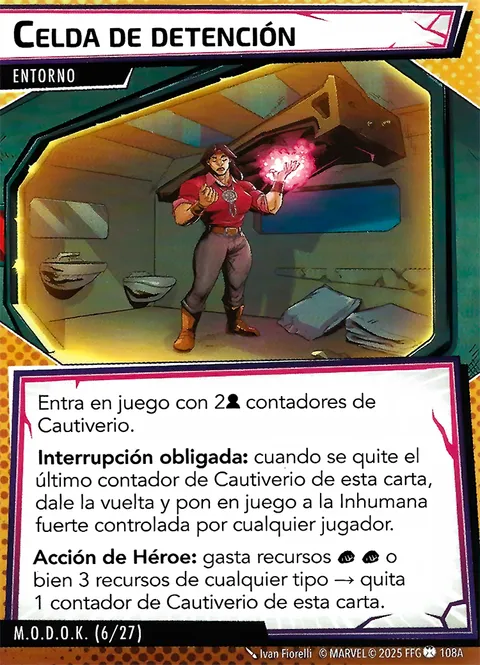 CELDA DE DETENCIÓN
ENTORNO
Entra en juego con 2 contadores de
Cautiverio.
Interrupción obligada: cuando se quite el
último contador de Cautiverio de esta carta,
dale la vuelta y pon en juego a la Inhumana
fuerte controlada por cualquier jugador.
Acción de Héroe: gasta recursos o
bien 3 recursos de cualquier tipo → quita
1 contador de Cautiverio de esta carta.
M.O.D.O.K. (6/27)
Ivan Fiorelli © MARVEL © 2025 FFG 108A